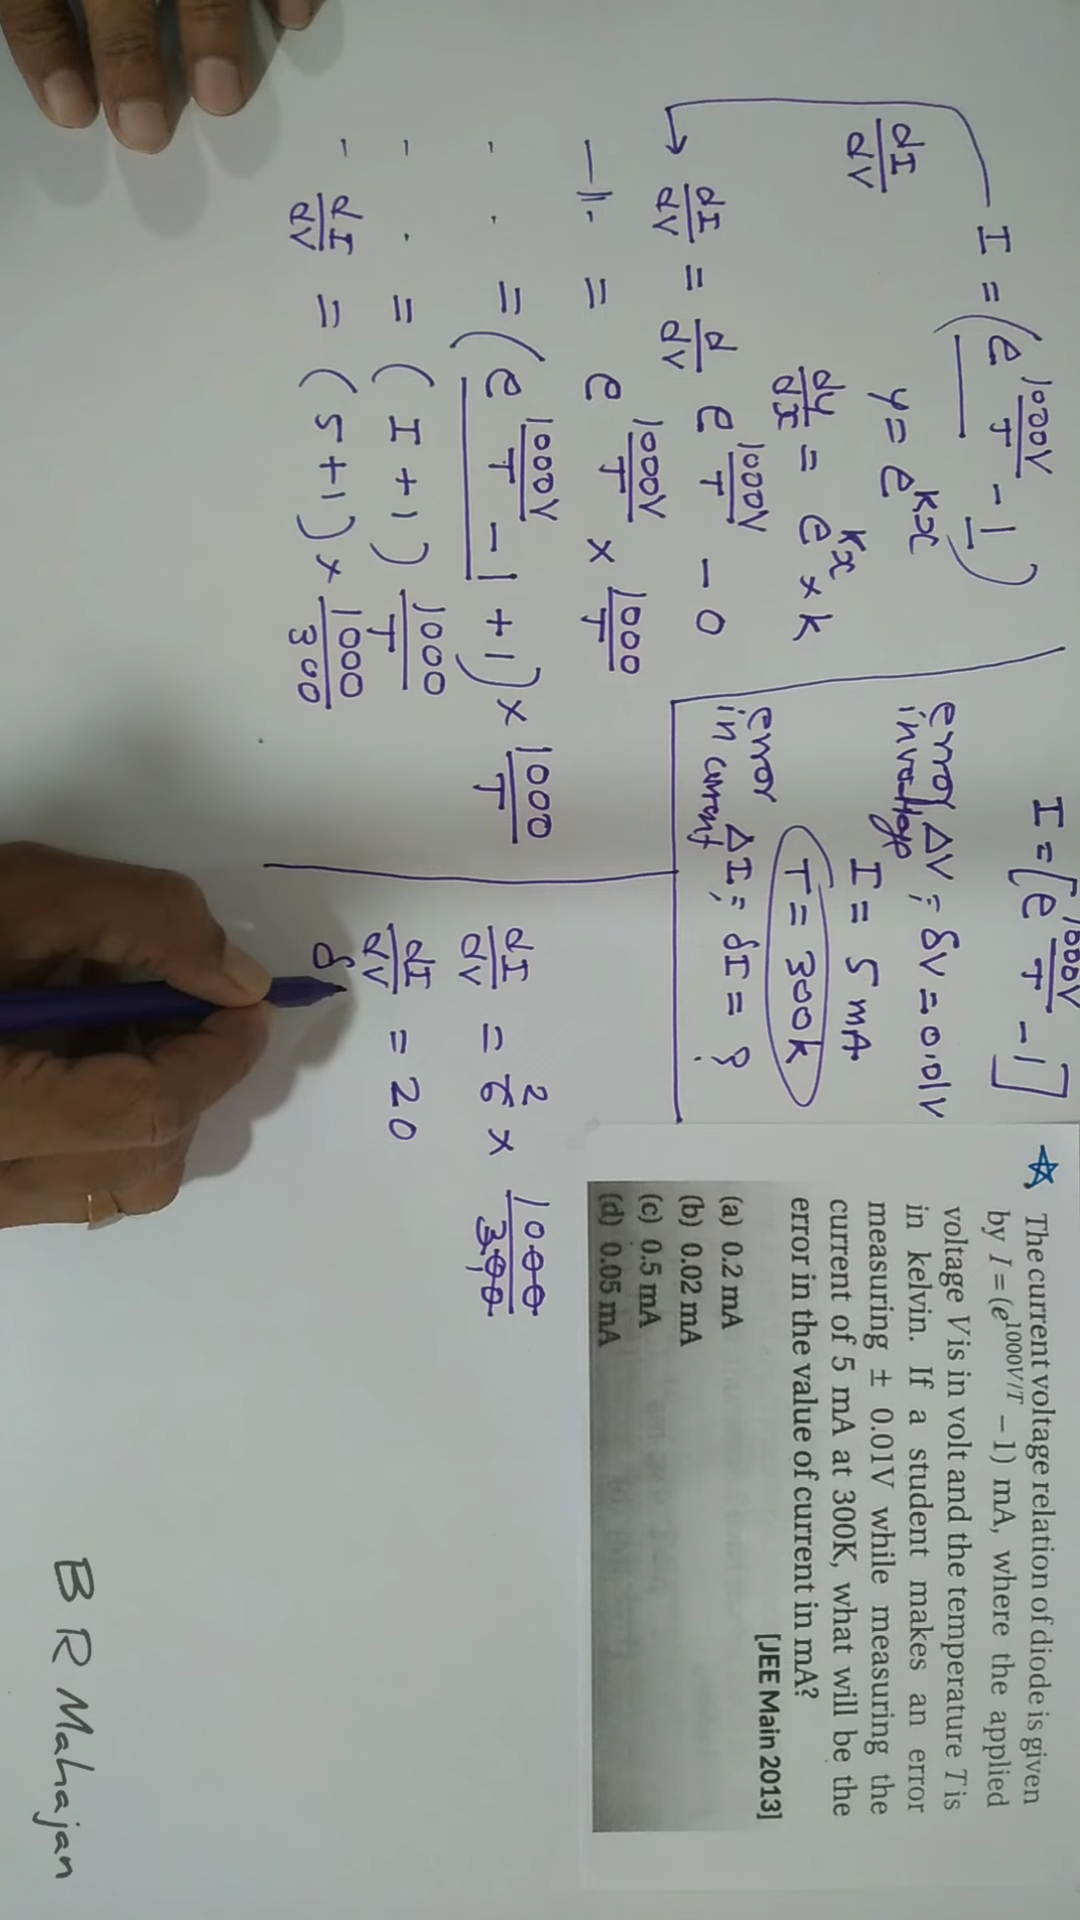 I = [e^(1000V/T) - 1]
error in voltage ΔV, = δV = 0.01V
I = 5 mA
T = 300K
error in current ΔI, = δI = ?
I = (e^(1000V/T) - 1)
dI/dV
y = e^(kx)
dy/dx = e^(kx) × k
dI/dV = d/dV e^(1000V/T) - 0
-||- = e^(1000V/T) × 1000/T
- - = (e^(1000V/T) - 1 + 1) × 1000/T
- - = (I + 1) 1000/T
- dI/dV = (5 + 1) × 1000/300
dI/dV = 6 2 × 1000/300
dI/dV = 20
δ
☆ The current voltage relation of diode is given
by I = (e^(1000V/T) – 1) mA, where the applied
voltage V is in volt and the temperature T is
in kelvin. If a student makes an error
measuring ± 0.01V while measuring the
current of 5 mA at 300K, what will be the
error in the value of current in mA?
[JEE Main 2013]
(a) 0.2 mA
(b) 0.02 mA
(c) 0.5 mA
(d) 0.05 mA
B R Mahajan